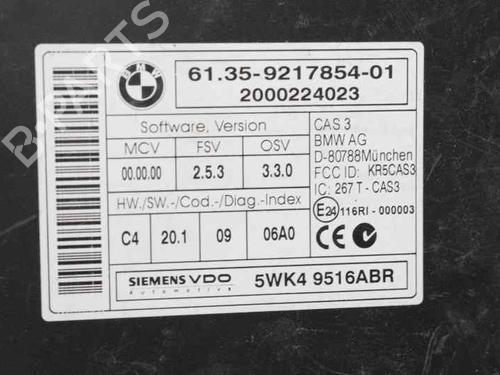 B-PARTS
BMW
61.35-9217854-01
2000224023
Software, Version
MCV FSV OSV
00.00.00 2.5.3 3.3.0
HW./SW.-/Cod.-/Diag.-Index
C4 20.1 09 06A0
CAS 3
BMW AG
D-80788München
FCC ID: KR5CAS3
IC: 267 T - CAS3
E24 116RI - 000003
CE
SIEMENS VDO
Automotive
5WK4 9516ABR